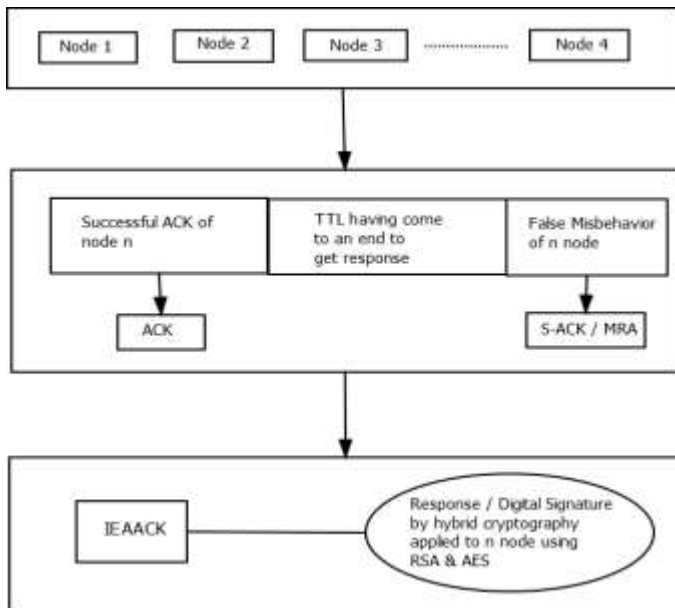 Node 1
Node 2
Node 3
....................
Node 4
Successful ACK of
node n
TTL having come
to an end to
get response
False Misbehavior
of n node
ACK
S-ACK / MRA
IEAACK
Response / Digital Signature
by hybrid cryptography
applied to n node using
RSA & AES